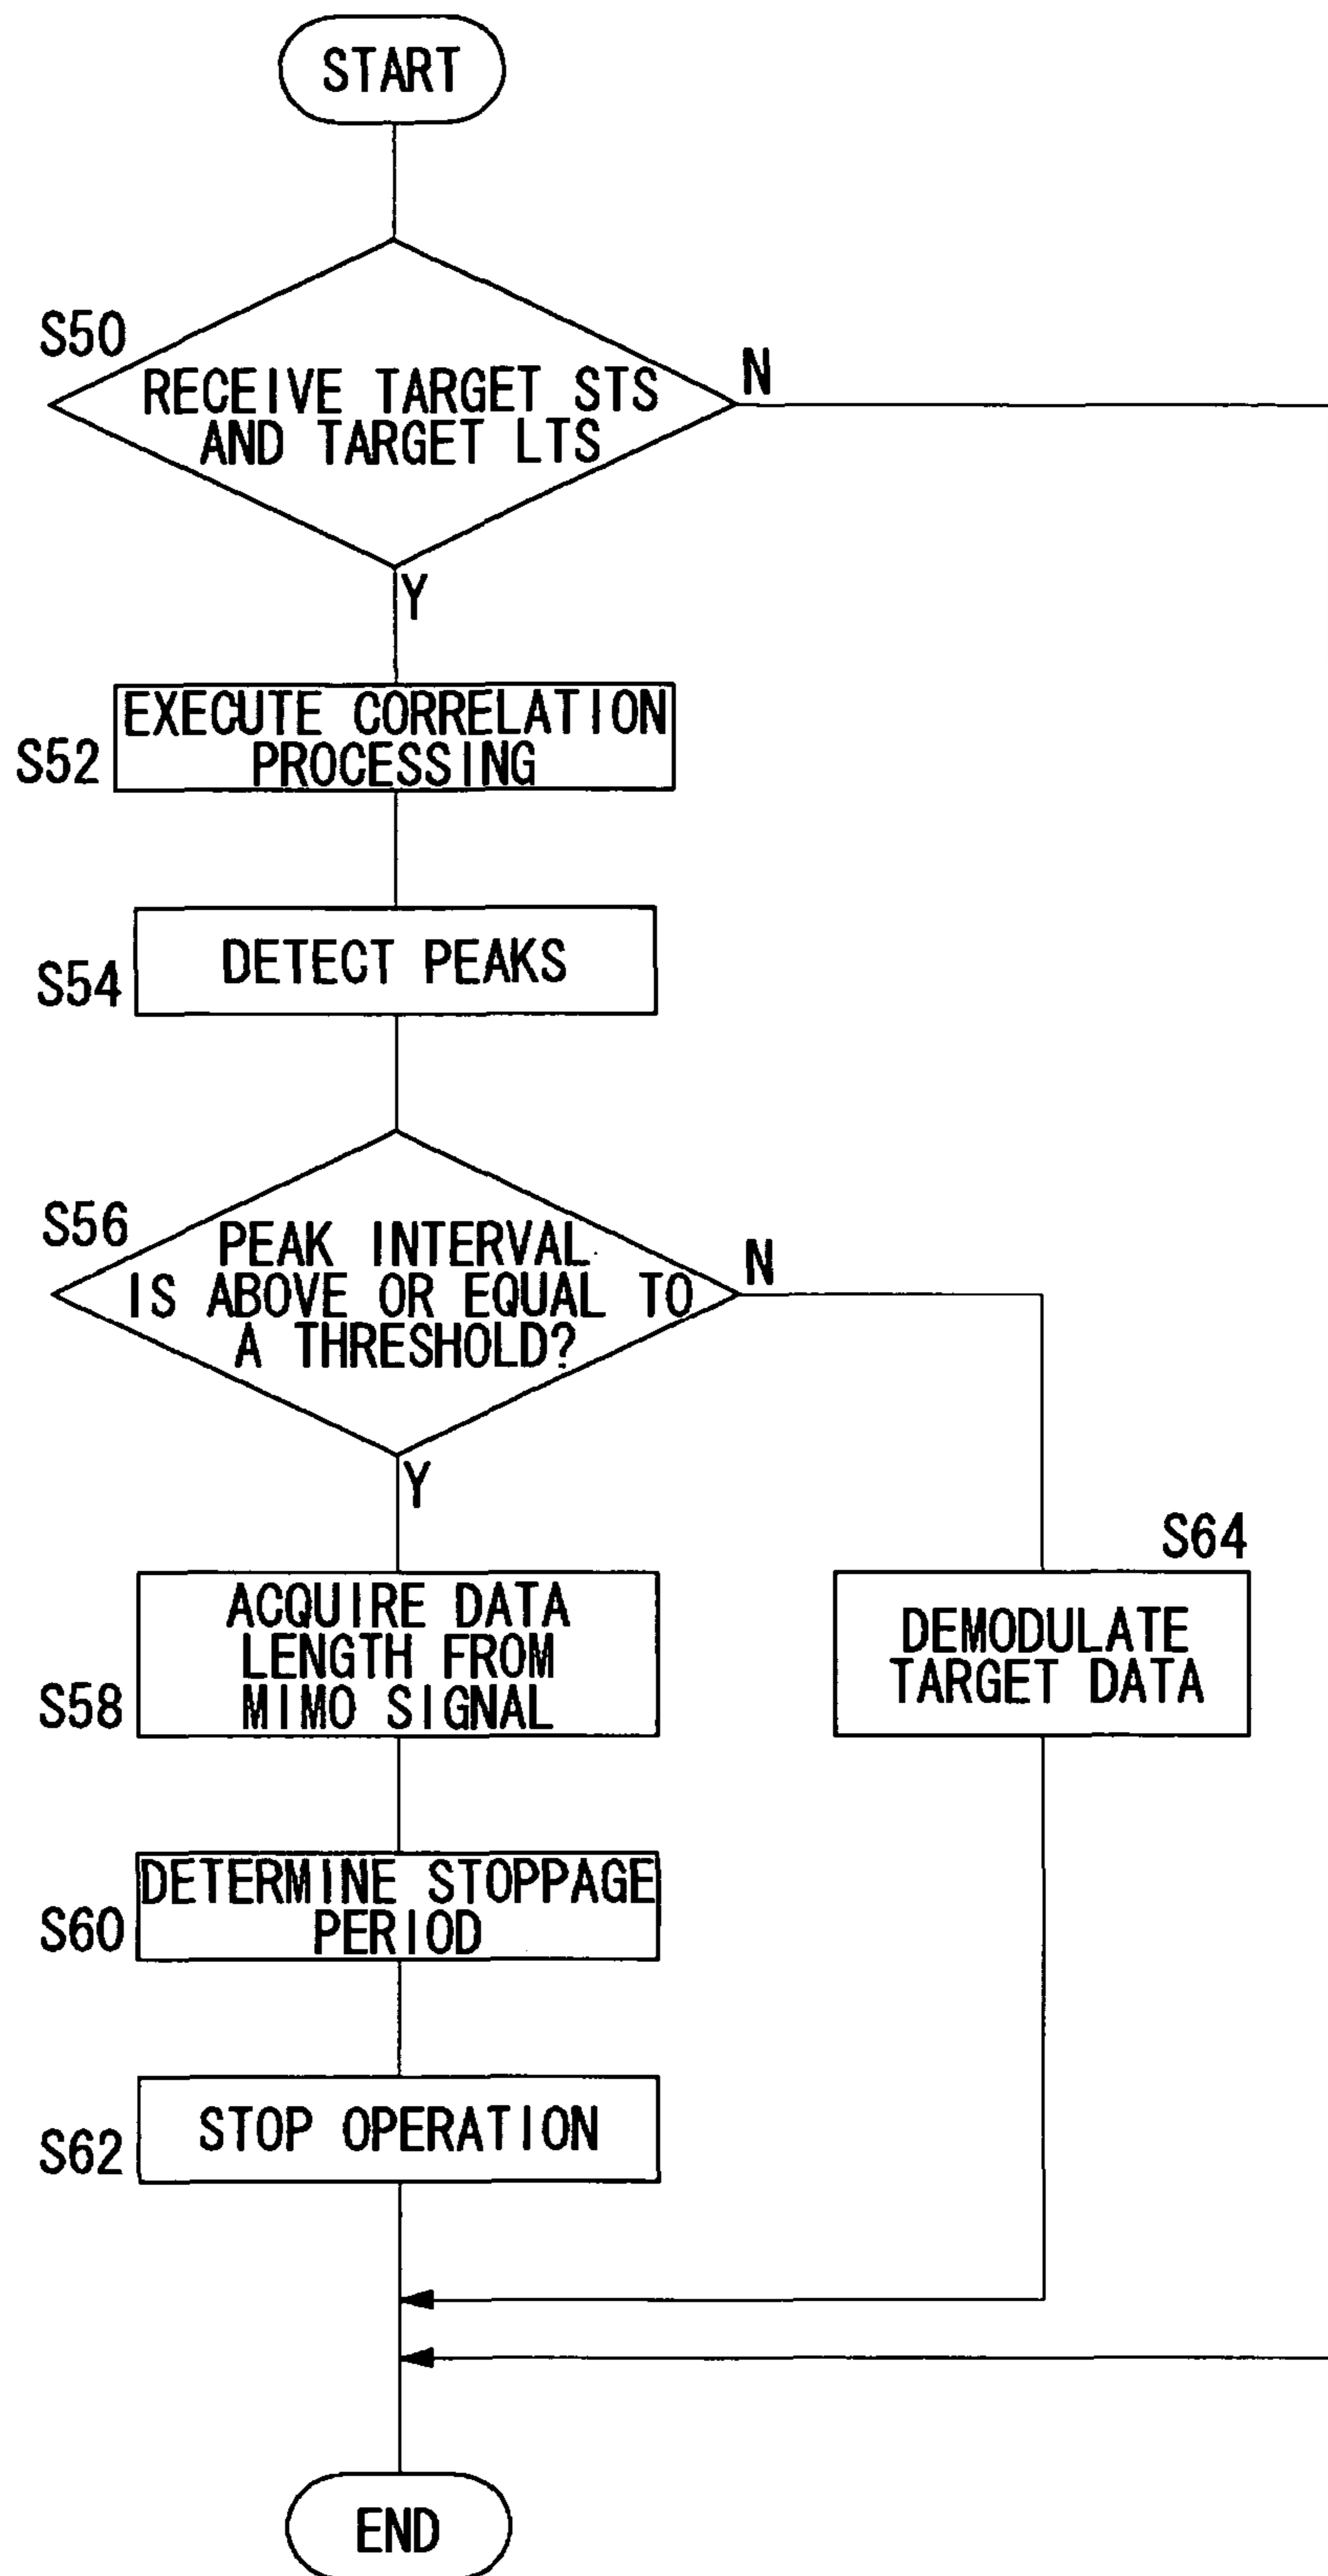 START
S50
RECEIVE TARGET STS
AND TARGET LTS
N
Y
S52
EXECUTE CORRELATION
PROCESSING
S54
DETECT PEAKS
S56
PEAK INTERVAL
IS ABOVE OR EQUAL TO
A THRESHOLD?
N
Y
S58
ACQUIRE DATA
LENGTH FROM
MIMO SIGNAL
S64
DEMODULATE
TARGET DATA
S60
DETERMINE STOPPAGE
PERIOD
S62
STOP OPERATION
END